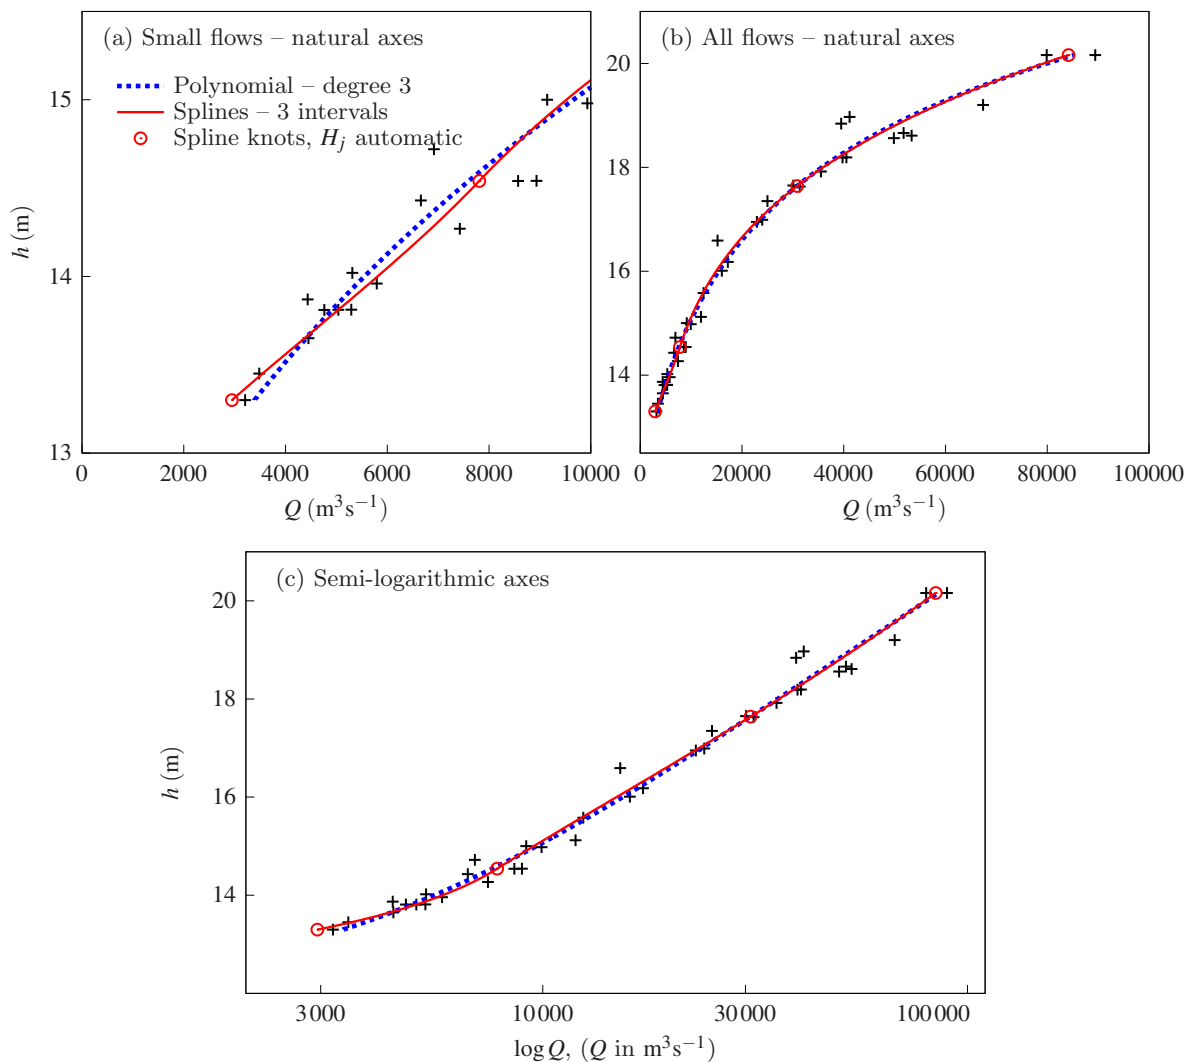 (a) Small flows – natural axes
Polynomial – degree 3
Splines – 3 intervals
Spline knots, H_j automatic
15
14
13
h (m)
0 2000 4000 6000 8000 10000
Q (m³s⁻¹)
(b) All flows – natural axes
20
18
16
14
0 20000 40000 60000 80000 100000
Q (m³s⁻¹)
(c) Semi-logarithmic axes
20
18
16
14
h (m)
3000 10000 30000 100000
log Q, (Q in m³s⁻¹)